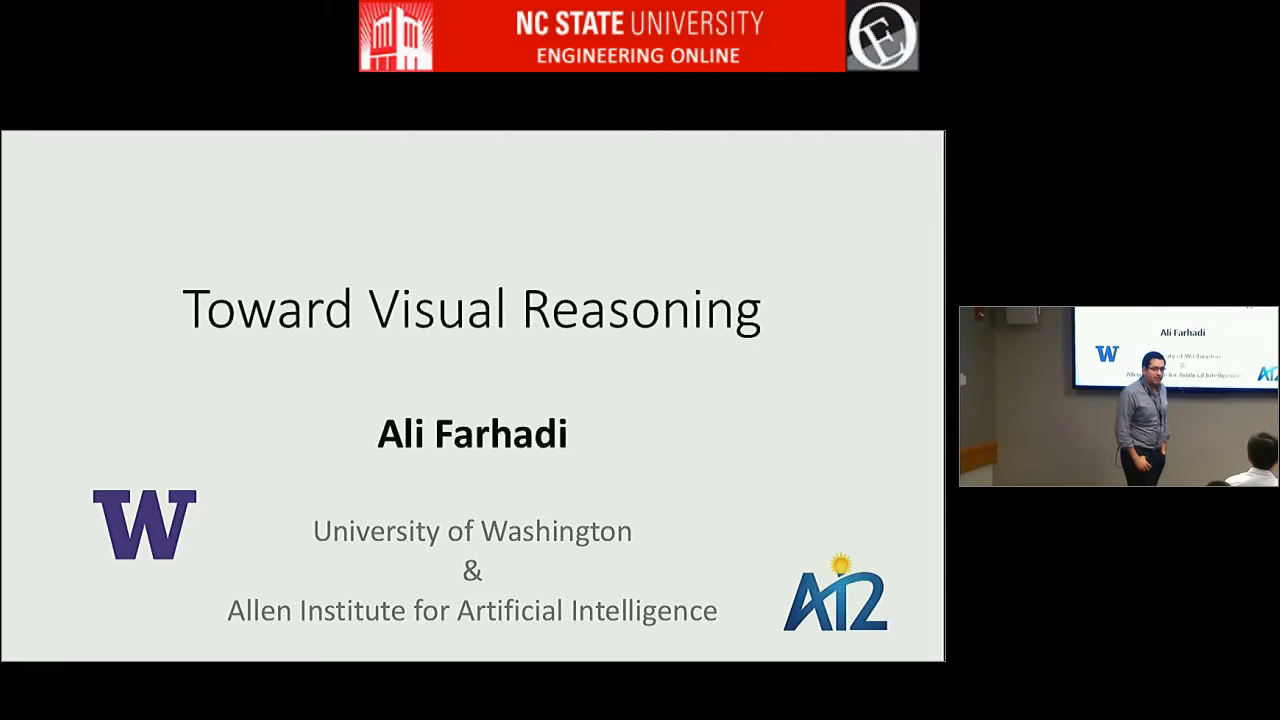 NC STATE UNIVERSITY
ENGINEERING ONLINE
E
Toward Visual Reasoning
Ali Farhadi
W
University of Washington
&
Allen Institute for Artificial Intelligence
AI2
Ali Farhadi
W